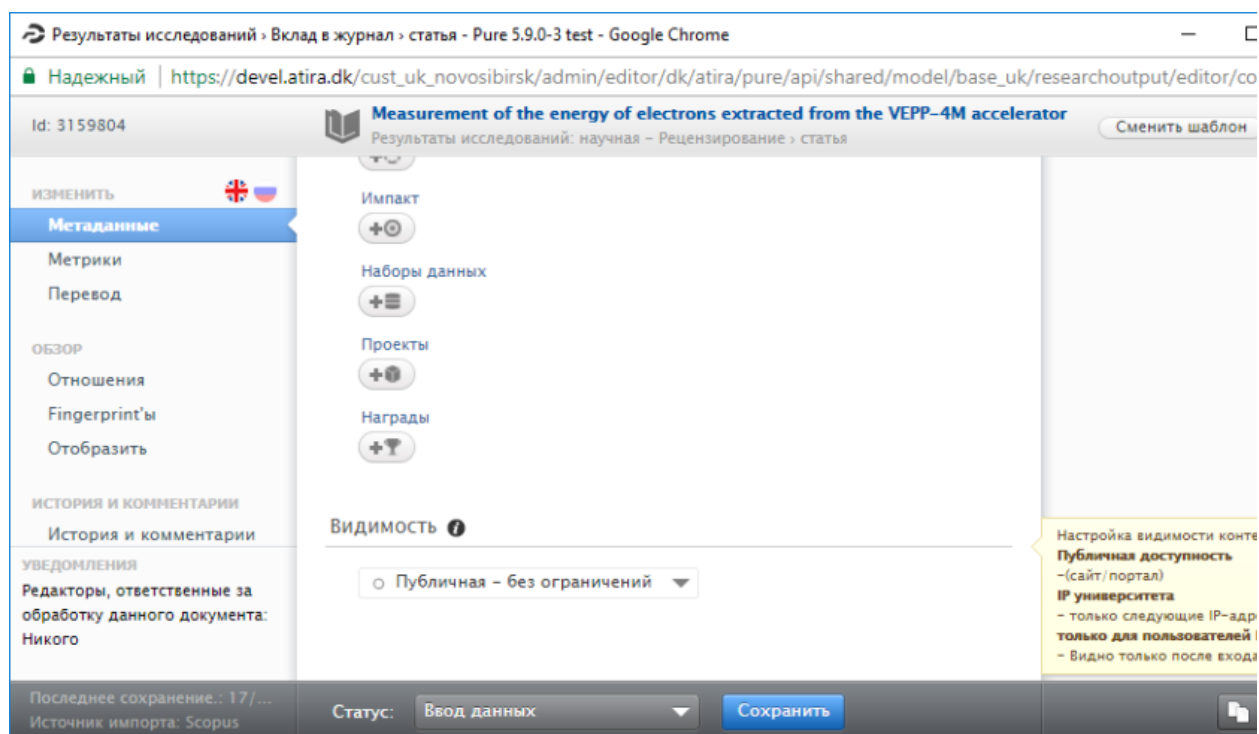 Результаты исследований › Вклад в журнал › статья - Pure 5.9.0-3 test - Google Chrome
Надежный | https://devel.atira.dk/cust_uk_novosibirsk/admin/editor/dk/atira/pure/api/shared/model/base_uk/researchoutput/editor/co
Id: 3159804
Measurement of the energy of electrons extracted from the VEPP-4M accelerator
Результаты исследований: научная – Рецензирование › статья
Сменить шаблон
ИЗМЕНИТЬ
Метаданные
Метрики
Перевод
ОБЗОР
Отношения
Fingerprint'ы
Отобразить
ИСТОРИЯ И КОММЕНТАРИИ
История и комментарии
УВЕДОМЛЕНИЯ
Редакторы, ответственные за
обработку данного документа:
Никого
Последнее сохранение.: 17/...
Источник импорта: Scopus
Импакт
Наборы данных
Проекты
Награды
Видимость
Публичная – без ограничений
Настройка видимости конте
Публичная доступность
-(сайт/портал)
IP университета
- только следующие IP-адр
только для пользователей
- Видно только после входа
Статус:
Ввод данных
Сохранить